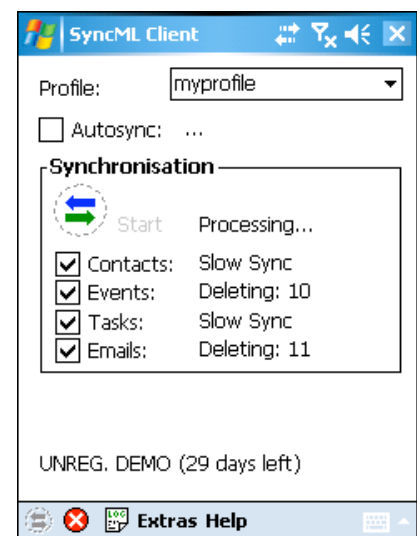 SyncML Client
Profile: myprofile
Autosync: ...
Synchronisation
Start Processing...
Contacts: Slow Sync
Events: Deleting: 10
Tasks: Slow Sync
Emails: Deleting: 11
UNREG. DEMO (29 days left)
LOG Extras Help